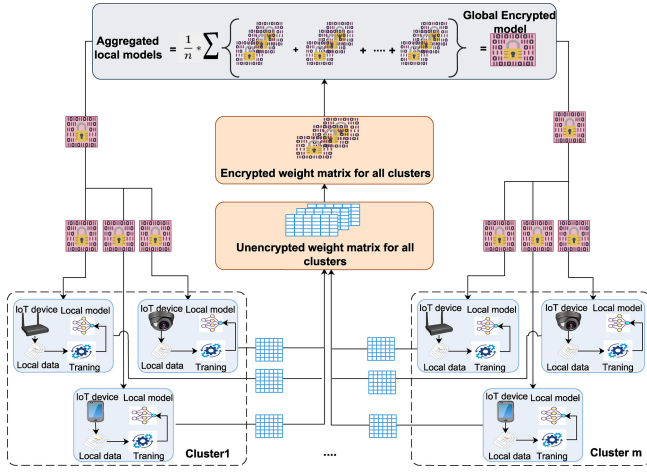 Aggregated
local models
= 1/n * ∑ { + + .... + } =
Global Encrypted
model
Encrypted weight matrix for all clusters
Unencrypted weight matrix for all
clusters
IoT device
Local model
Local data
Traning
IoT device
Local model
Local data
Traning
IoT device
Local model
Local data
Traning
Cluster1
....
IoT device
Local model
Local data
Traning
IoT device
Local model
Local data
Traning
IoT device
Local model
Local data
Traning
Cluster m